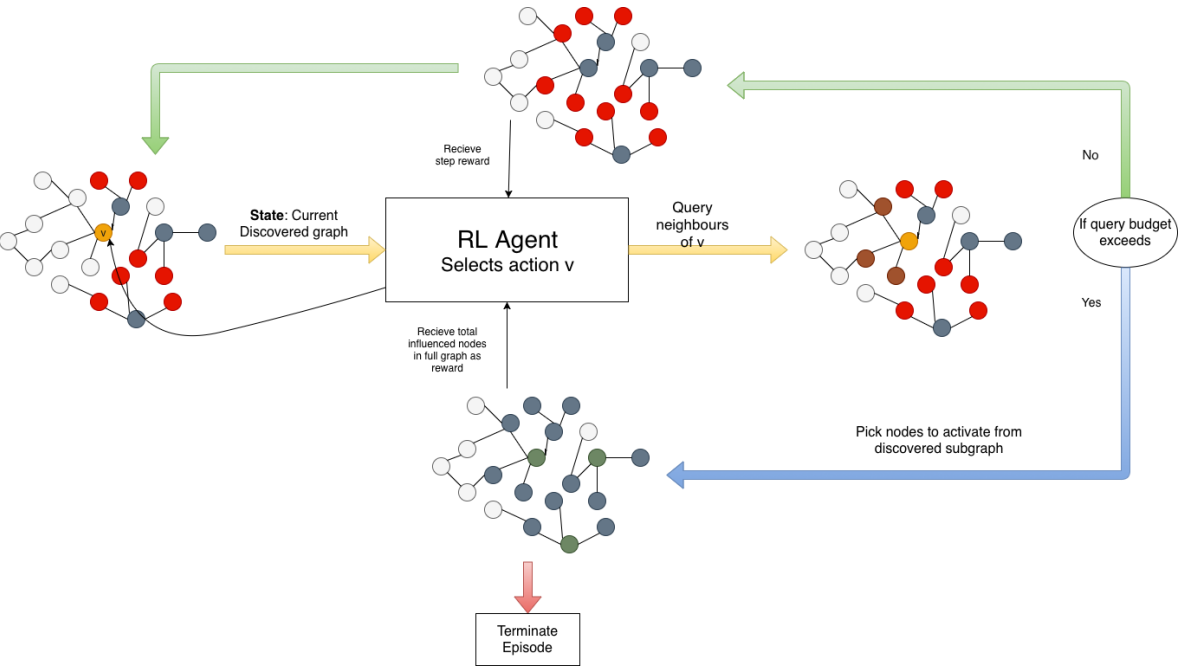 Recieve
step reward
No
v
State: Current
Discovered graph
RL Agent
Selects action v
Query
neighbours
of v
If query budget
exceeds
Yes
Recieve total
influenced nodes
in full graph as
reward
Pick nodes to activate from
discovered subgraph
Terminate
Episode